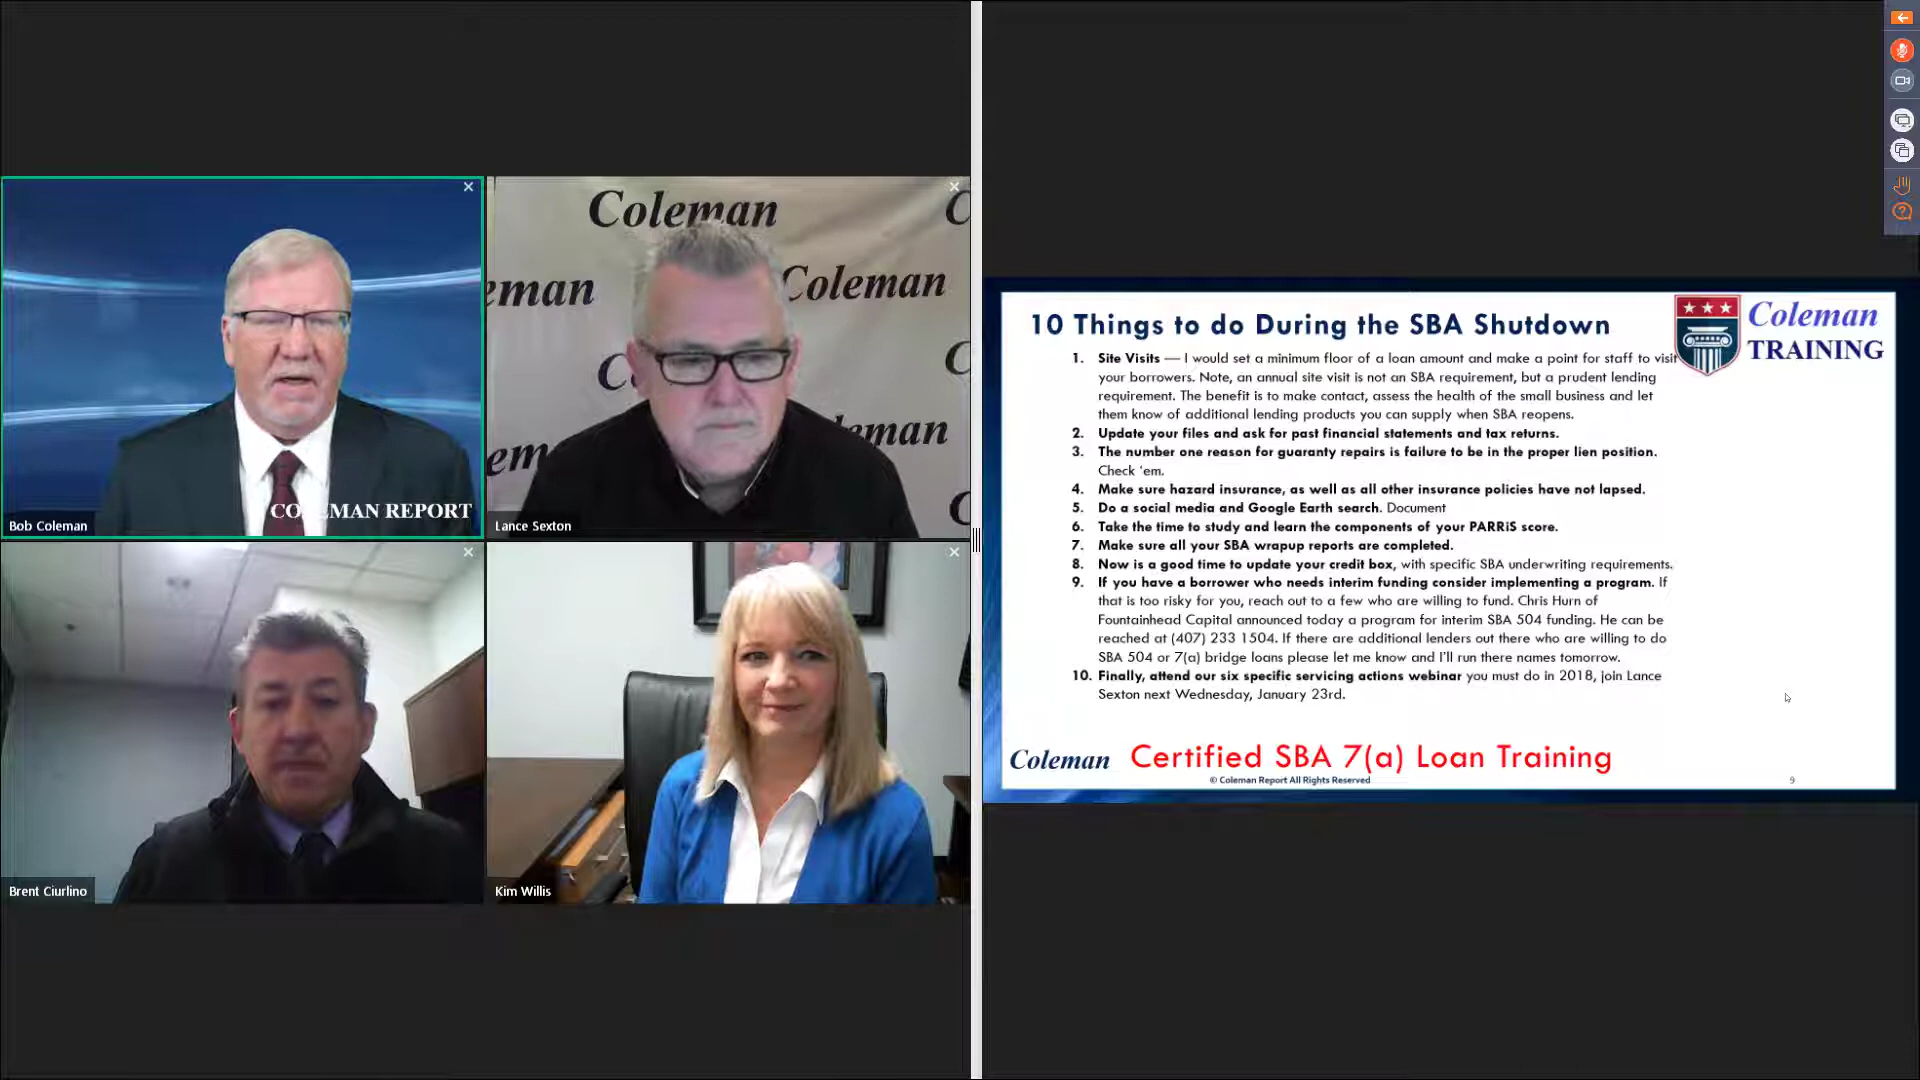 Coleman
C
eman
Coleman
C
C
eman
em
C
COLEMAN REPORT
Bob Coleman
Lance Sexton
Brent Ciurlino
Kim Willis
10 Things to do During the SBA Shutdown
Coleman
TRAINING
1. Site Visits — I would set a minimum floor of a loan amount and make a point for staff to visit
your borrowers. Note, an annual site visit is not an SBA requirement, but a prudent lending
requirement. The benefit is to make contact, assess the health of the small business and let
them know of additional lending products you can supply when SBA reopens.
2. Update your files and ask for past financial statements and tax returns.
3. The number one reason for guaranty repairs is failure to be in the proper lien position.
Check 'em.
4. Make sure hazard insurance, as well as all other insurance policies have not lapsed.
5. Do a social media and Google Earth search. Document
6. Take the time to study and learn the components of your PARRiS score.
7. Make sure all your SBA wrapup reports are completed.
8. Now is a good time to update your credit box, with specific SBA underwriting requirements.
9. If you have a borrower who needs interim funding consider implementing a program. If
that is too risky for you, reach out to a few who are willing to fund. Chris Hurn of
Fountainhead Capital announced today a program for interim SBA 504 funding. He can be
reached at (407) 233 1504. If there are additional lenders out there who are willing to do
SBA 504 or 7(a) bridge loans please let me know and I'll run there names tomorrow.
10. Finally, attend our six specific servicing actions webinar you must do in 2018, join Lance
Sexton next Wednesday, January 23rd.
Coleman Certified SBA 7(a) Loan Training
© Coleman Report All Rights Reserved
9